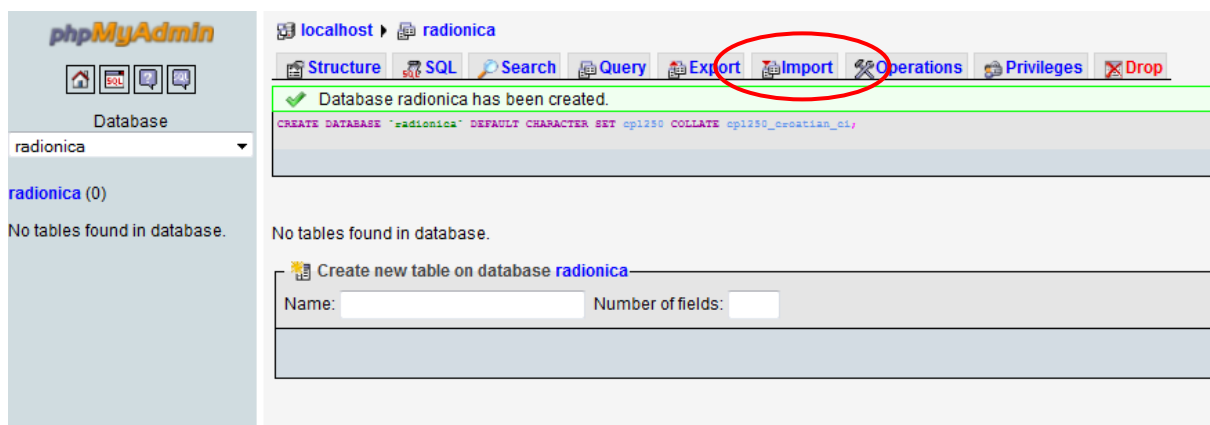 phpMyAdmin
SQL
Database
radionica
radionica (0)
No tables found in database.
localhost ▸ radionica
Structure SQL Search Query Export Import Operations Privileges Drop
Database radionica has been created.
CREATE DATABASE `radionica` DEFAULT CHARACTER SET cp1250 COLLATE cp1250_croatian_ci;
No tables found in database.
Create new table on database radionica
Name: Number of fields: